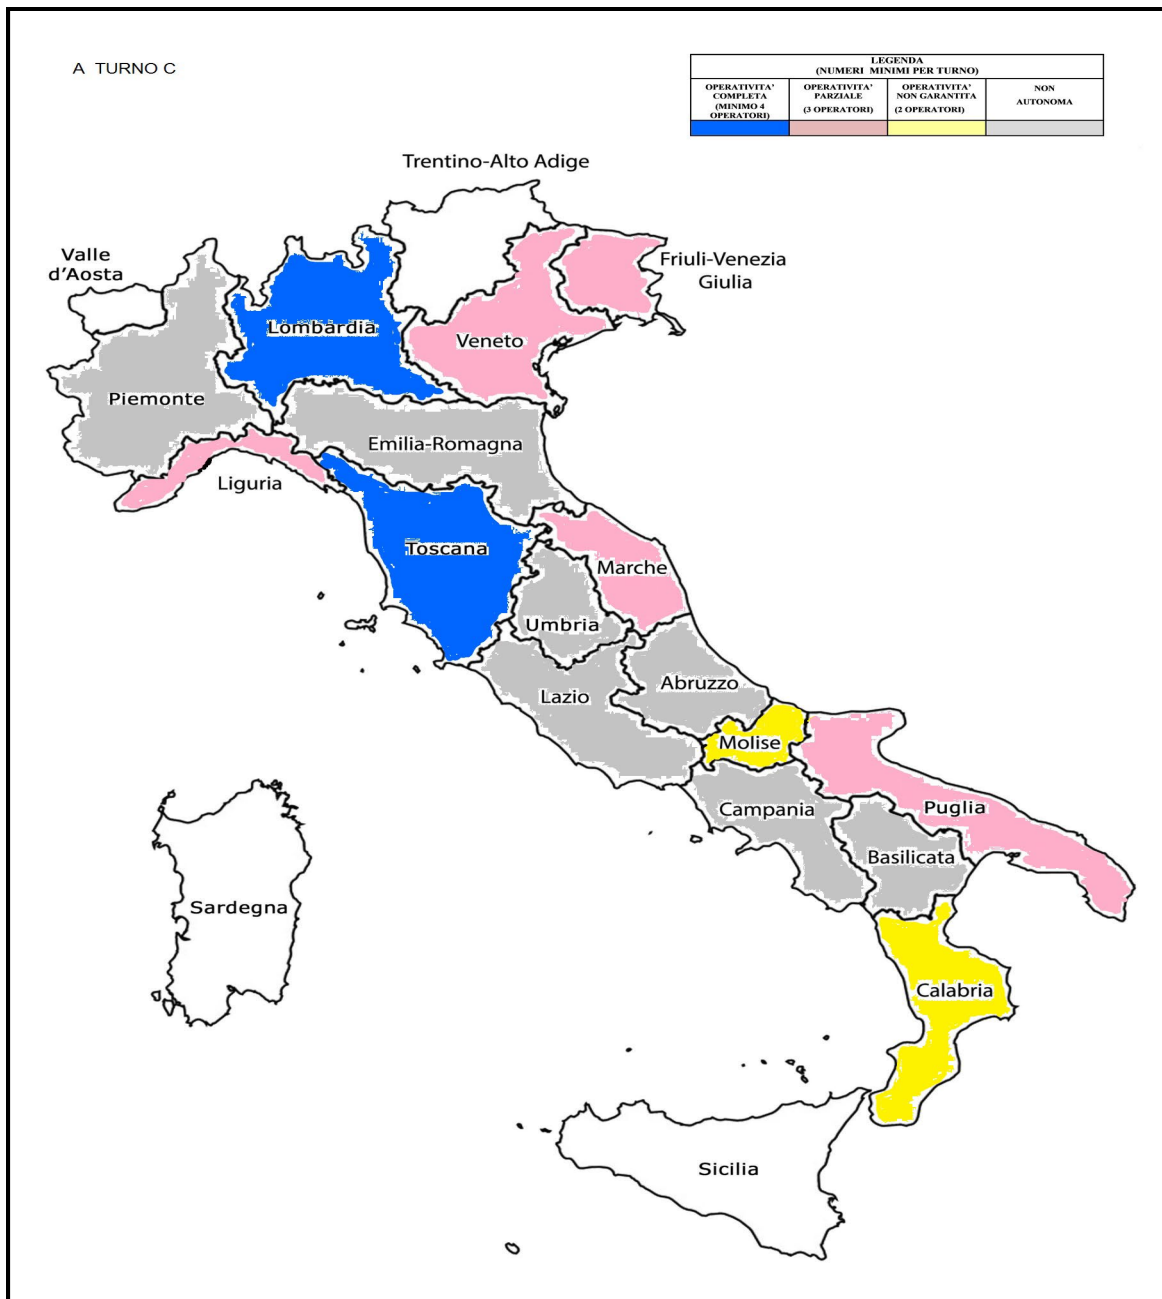 A TURNO C
LEGENDA
(NUMERI MINIMI PER TURNO)
OPERATIVITA'
COMPLETA
(MINIMO 4
OPERATORI)
OPERATIVITA'
PARZIALE
(3 OPERATORI)
OPERATIVITA'
NON GARANTITA
(2 OPERATORI)
NON
AUTONOMA
Trentino-Alto Adige
Valle
d'Aosta
Friuli-Venezia
Giulia
Lombardia
Veneto
Piemonte
Emilia-Romagna
Liguria
Toscana
Marche
Umbria
Abruzzo
Lazio
Molise
Campania
Puglia
Basilicata
Sardegna
Calabria
Sicilia